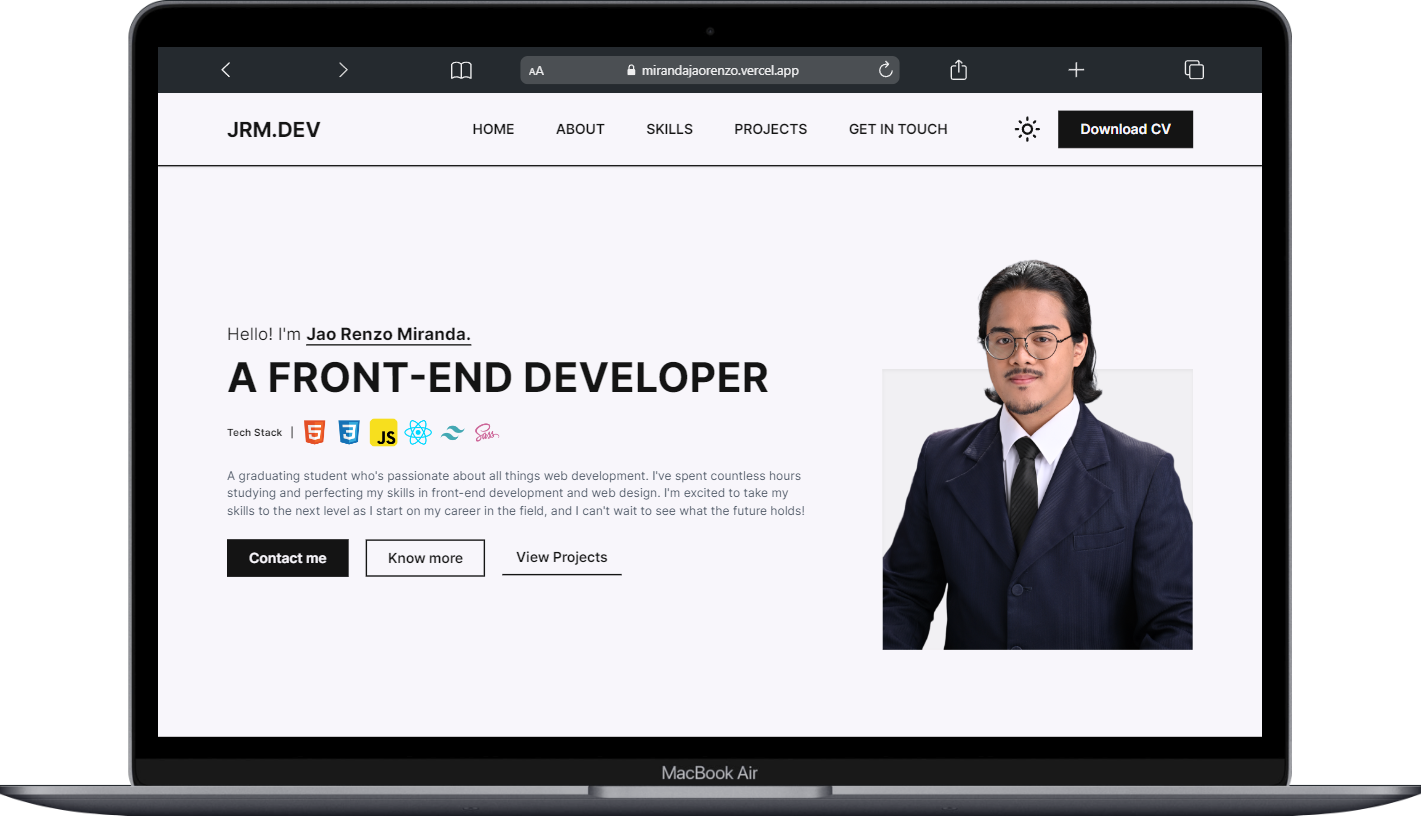 AA mirandajaorenzo.vercel.app
JRM.DEV HOME ABOUT SKILLS PROJECTS GET IN TOUCH Download CV
Hello! I'm Jao Renzo Miranda.
A FRONT-END DEVELOPER
Tech Stack | 5 3 JS Sass
A graduating student who's passionate about all things web development. I've spent countless hours
studying and perfecting my skills in front-end development and web design. I'm excited to take my
skills to the next level as I start on my career in the field, and I can't wait to see what the future holds!
Contact me Know more View Projects
MacBook Air